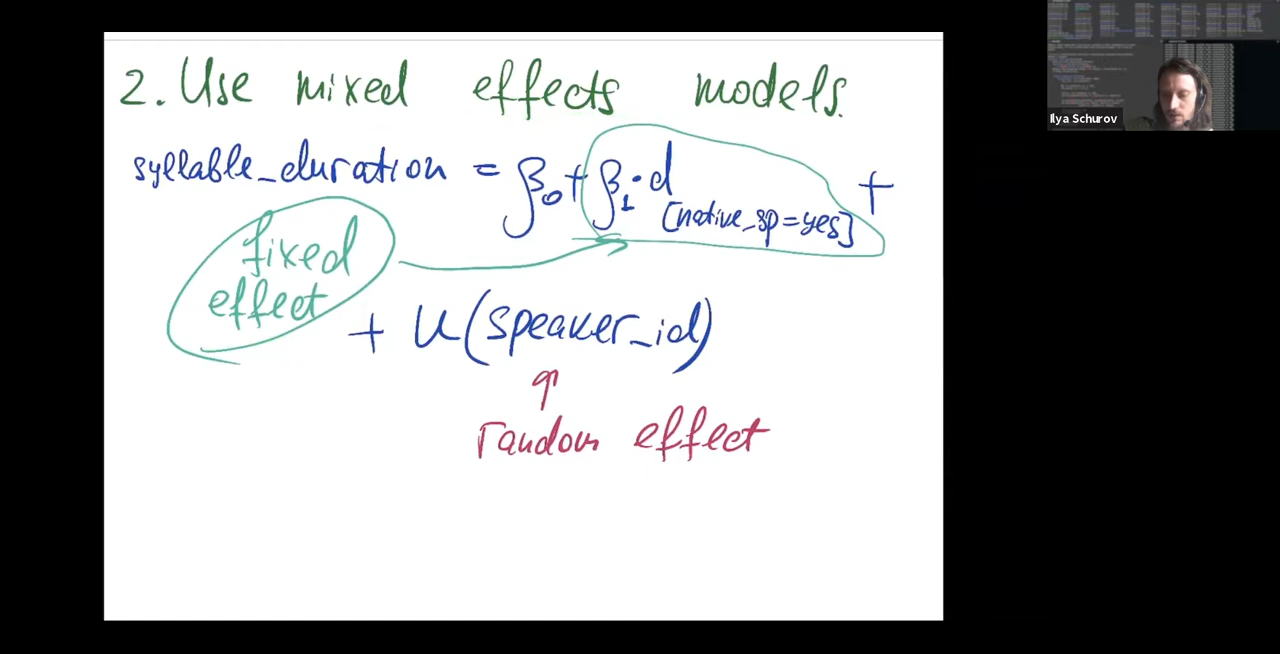 2. Use mixed effects models.
syllable_duration = β₀ + β₁·d[native_sp=yes] +
fixed
effect
+ u(speaker_id)
random effect
Ilya Schurov